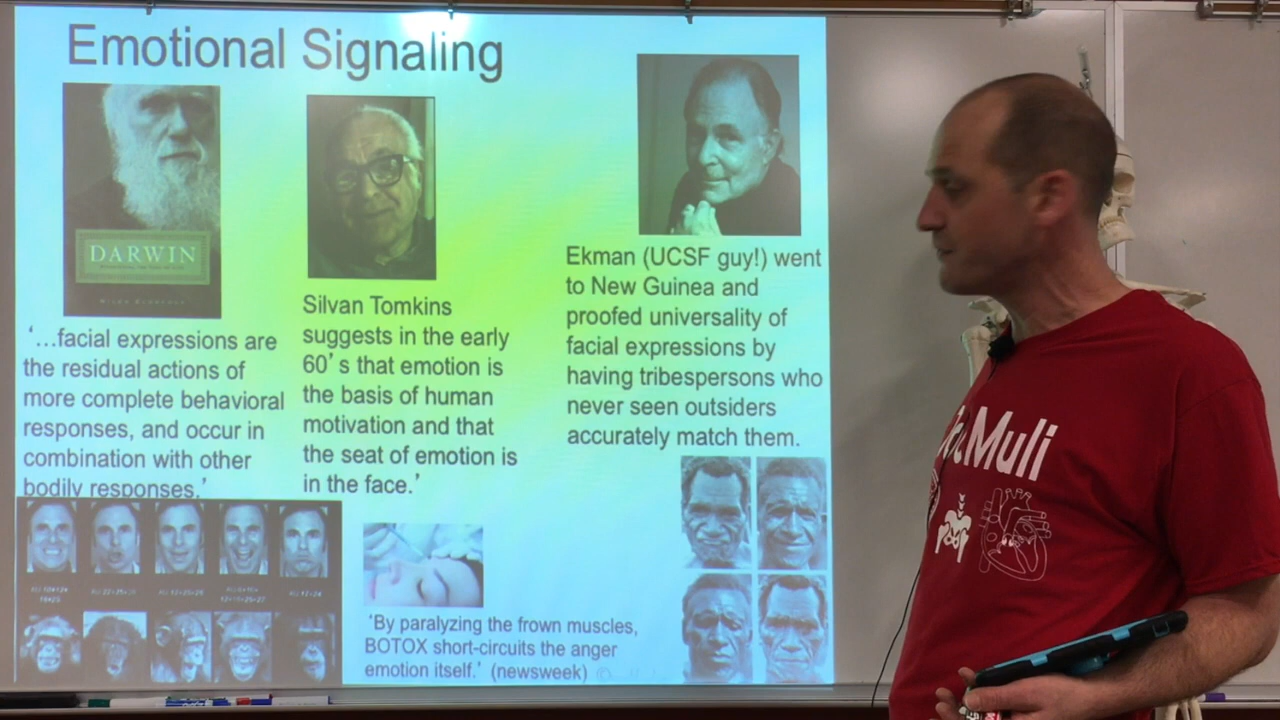 Emotional Signaling
DARWIN
'…facial expressions are
the residual actions of
more complete behavioral
responses, and occur in
combination with other
bodily responses.'
Silvan Tomkins
suggests in the early
60's that emotion is
the basis of human
motivation and that
the seat of emotion is
in the face.'
Ekman (UCSF guy!) went
to New Guinea and
proofed universality of
facial expressions by
having tribespersons who
never seen outsiders
accurately match them.
'By paralyzing the frown muscles,
BOTOX short-circuits the anger
emotion itself.' (newsweek)
Muli